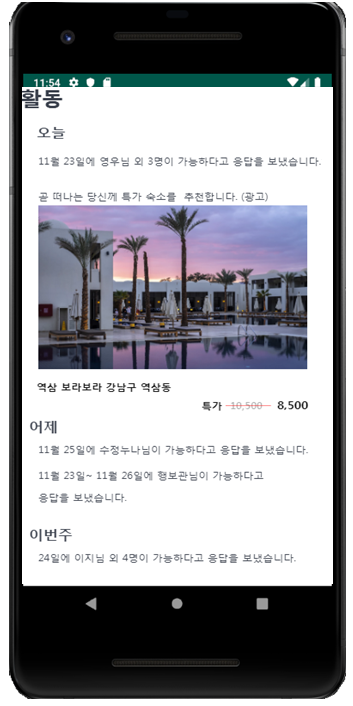 11:54
활동
오늘
11월 23일에 영우님 외 3명이 가능하다고 응답을 보냈습니다.
곧 떠나는 당신께 특가 숙소를 추천합니다. (광고)
역삼 보라보라 강남구 역삼동
특가 10,500 8,500
어제
11월 25일에 수정누나님이 가능하다고 응답을 보냈습니다.
11월 23일~ 11월 26일에 행보관님이 가능하다고
응답을 보냈습니다.
이번주
24일에 이지님 외 4명이 가능하다고 응답을 보냈습니다.